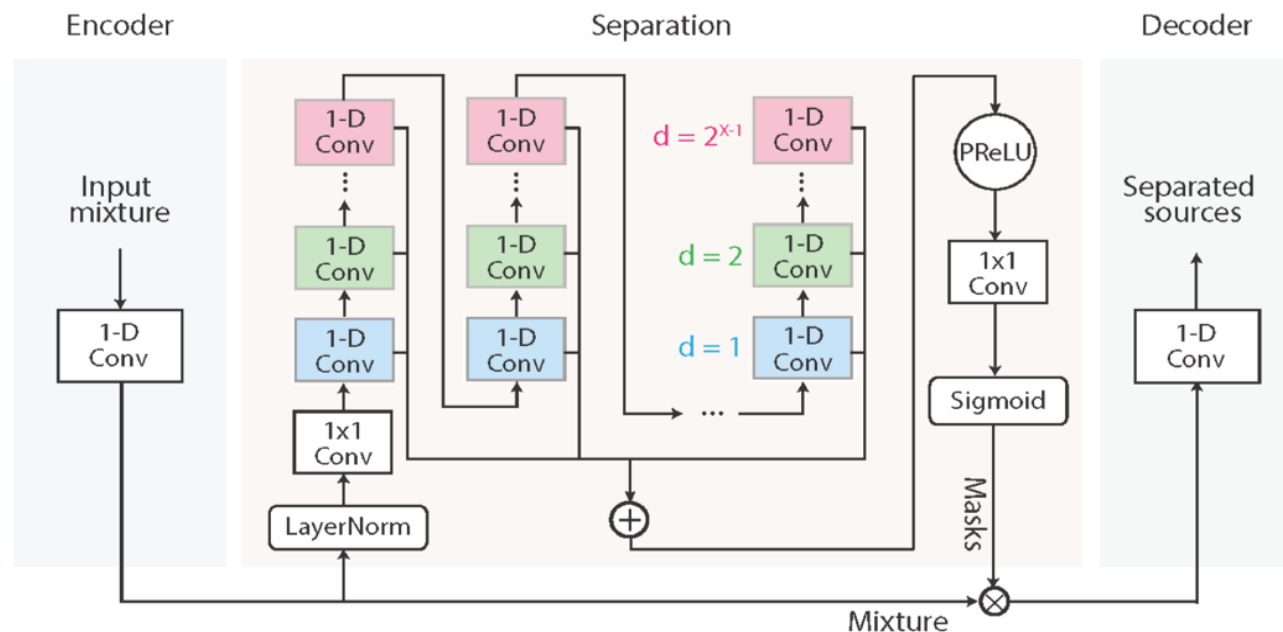 Encoder
Separation
Decoder
Input
mixture
1-D
Conv
1-D
Conv
1-D
Conv
1-D
Conv
1x1
Conv
LayerNorm
1-D
Conv
1-D
Conv
1-D
Conv
d = 2^{X-1}
d = 2
d = 1
...
1-D
Conv
1-D
Conv
1-D
Conv
PReLU
1x1
Conv
Sigmoid
Masks
Mixture
Separated
sources
1-D
Conv